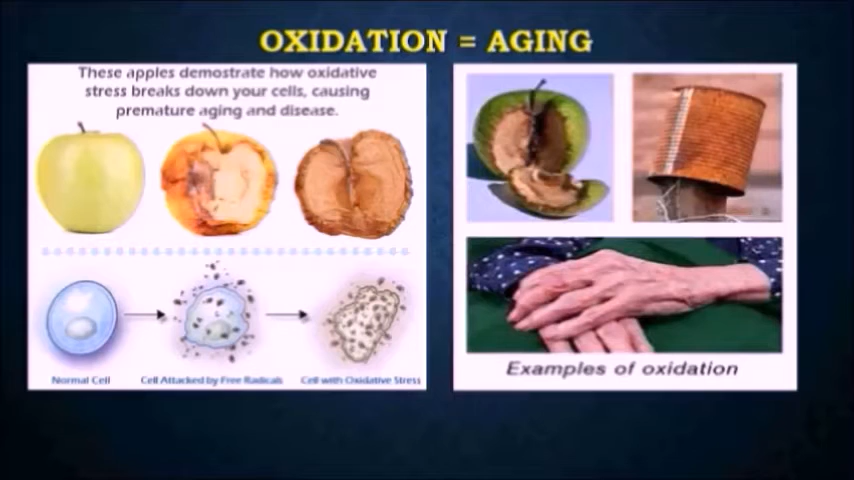 OXIDATION = AGING
These apples demostrate how oxidative
stress breaks down your cells, causing
premature aging and disease.
Normal Cell
Cell Attacked by Free Radicals
Cell with Oxidative Stress
Examples of oxidation